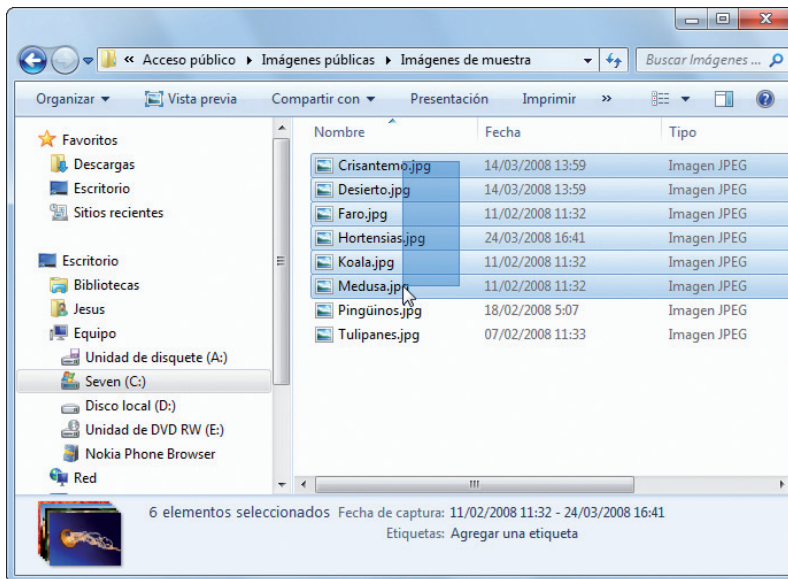 « Acceso público ▸ Imágenes públicas ▸ Imágenes de muestra Buscar Imágenes ...
Organizar Vista previa Compartir con Presentación Imprimir »
Favoritos
Descargas
Escritorio
Sitios recientes
Escritorio
Bibliotecas
Jesus
Equipo
Unidad de disquete (A:)
Seven (C:)
Disco local (D:)
Unidad de DVD RW (E:)
Nokia Phone Browser
Red
Nombre Fecha Tipo
Crisantemo.jpg 14/03/2008 13:59 Imagen JPEG
Desierto.jpg 14/03/2008 13:59 Imagen JPEG
Faro.jpg 11/02/2008 11:32 Imagen JPEG
Hortensias.jpg 24/03/2008 16:41 Imagen JPEG
Koala.jpg 11/02/2008 11:32 Imagen JPEG
Medusa.jpg 11/02/2008 11:32 Imagen JPEG
Pingüinos.jpg 18/02/2008 5:07 Imagen JPEG
Tulipanes.jpg 07/02/2008 11:33 Imagen JPEG
6 elementos seleccionados Fecha de captura: 11/02/2008 11:32 - 24/03/2008 16:41
Etiquetas: Agregar una etiqueta